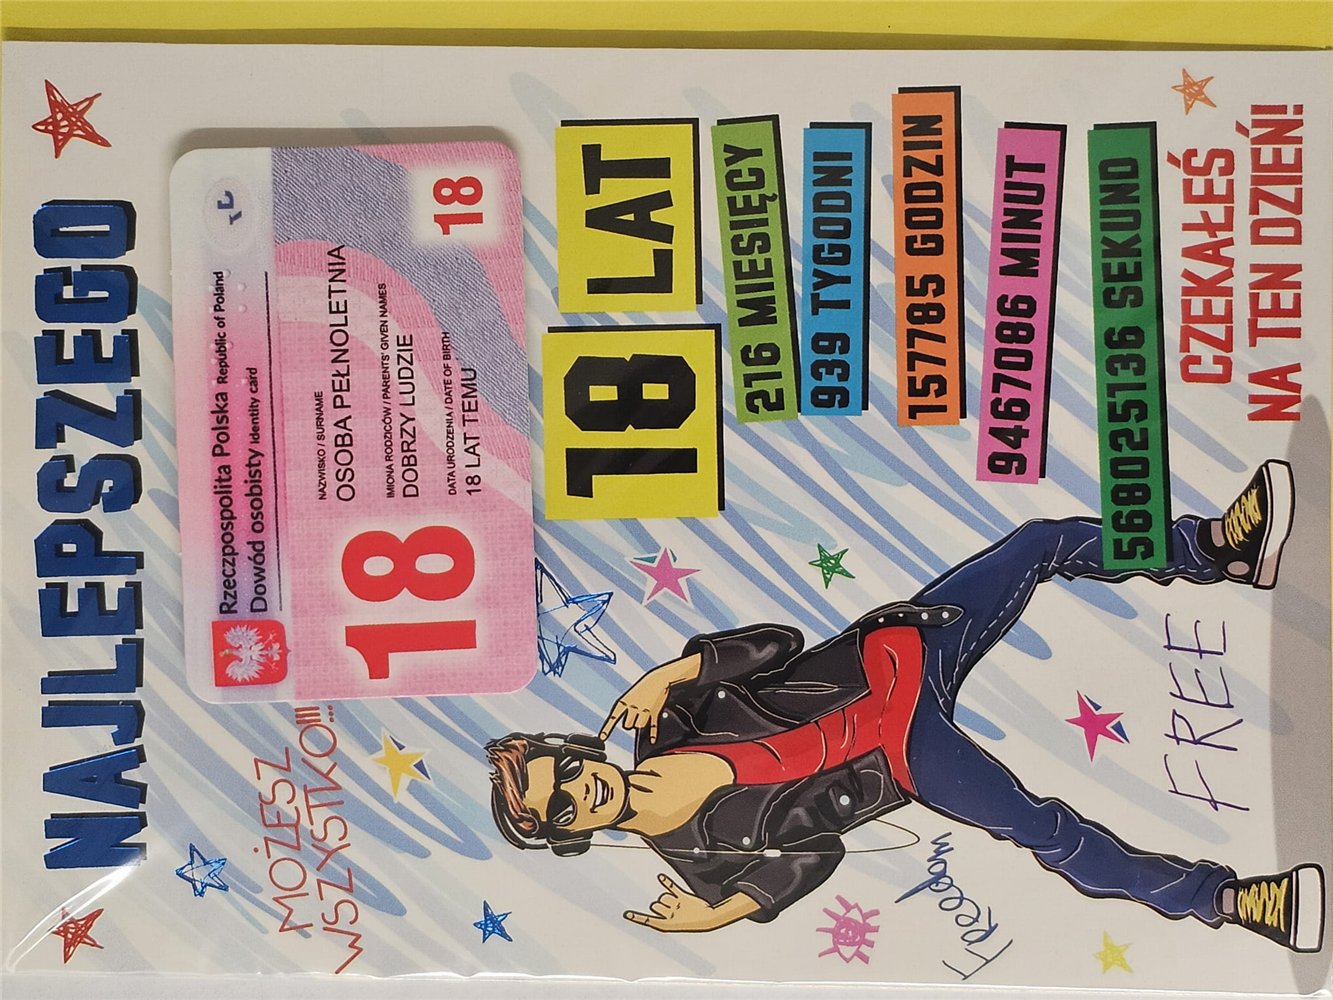 NAJLEPSZEGO
Rzeczpospolita Polska Republic of Poland
PL
Dowód osobisty Identity card
18
NAZWISKO / SURNAME
OSOBA PEŁNOLETNIA
IMIONA RODZICÓW / PARENTS' GIVEN NAMES
DOBRZY LUDZIE
DATA URODZENIA / DATE OF BIRTH
18 LAT TEMU
18
MOŻESZ
WSZYSTKO!!!...
18 LAT
216 MIESIĘCY
939 TYGODNI
157785 GODZIN
9467086 MINUT
568025136 SEKUND
Freedom
FREE
CZEKAŁEŚ
NA TEN DZIEŃ!